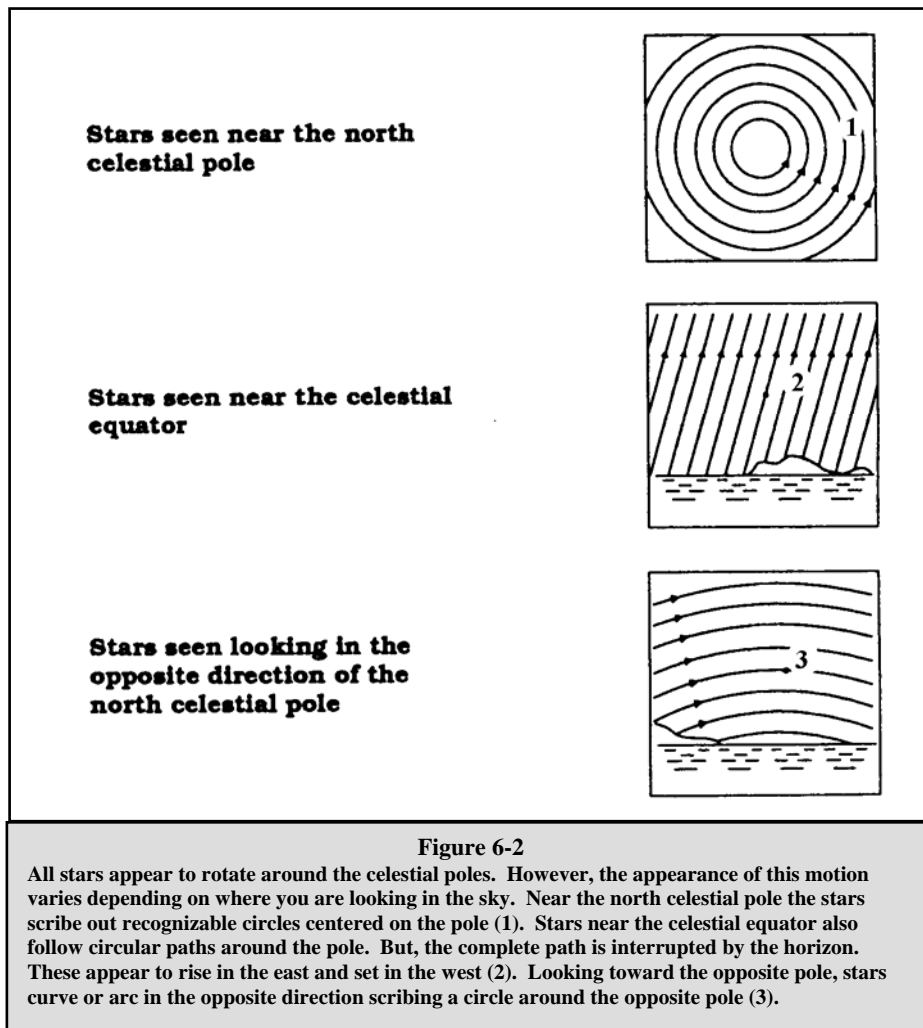 Stars seen near the north
celestial pole
1
Stars seen near the celestial
equator
2
Stars seen looking in the
opposite direction of the
north celestial pole
3
Figure 6-2
All stars appear to rotate around the celestial poles. However, the appearance of this motion
varies depending on where you are looking in the sky. Near the north celestial pole the stars
scribe out recognizable circles centered on the pole (1). Stars near the celestial equator also
follow circular paths around the pole. But, the complete path is interrupted by the horizon.
These appear to rise in the east and set in the west (2). Looking toward the opposite pole, stars
curve or arc in the opposite direction scribing a circle around the opposite pole (3).